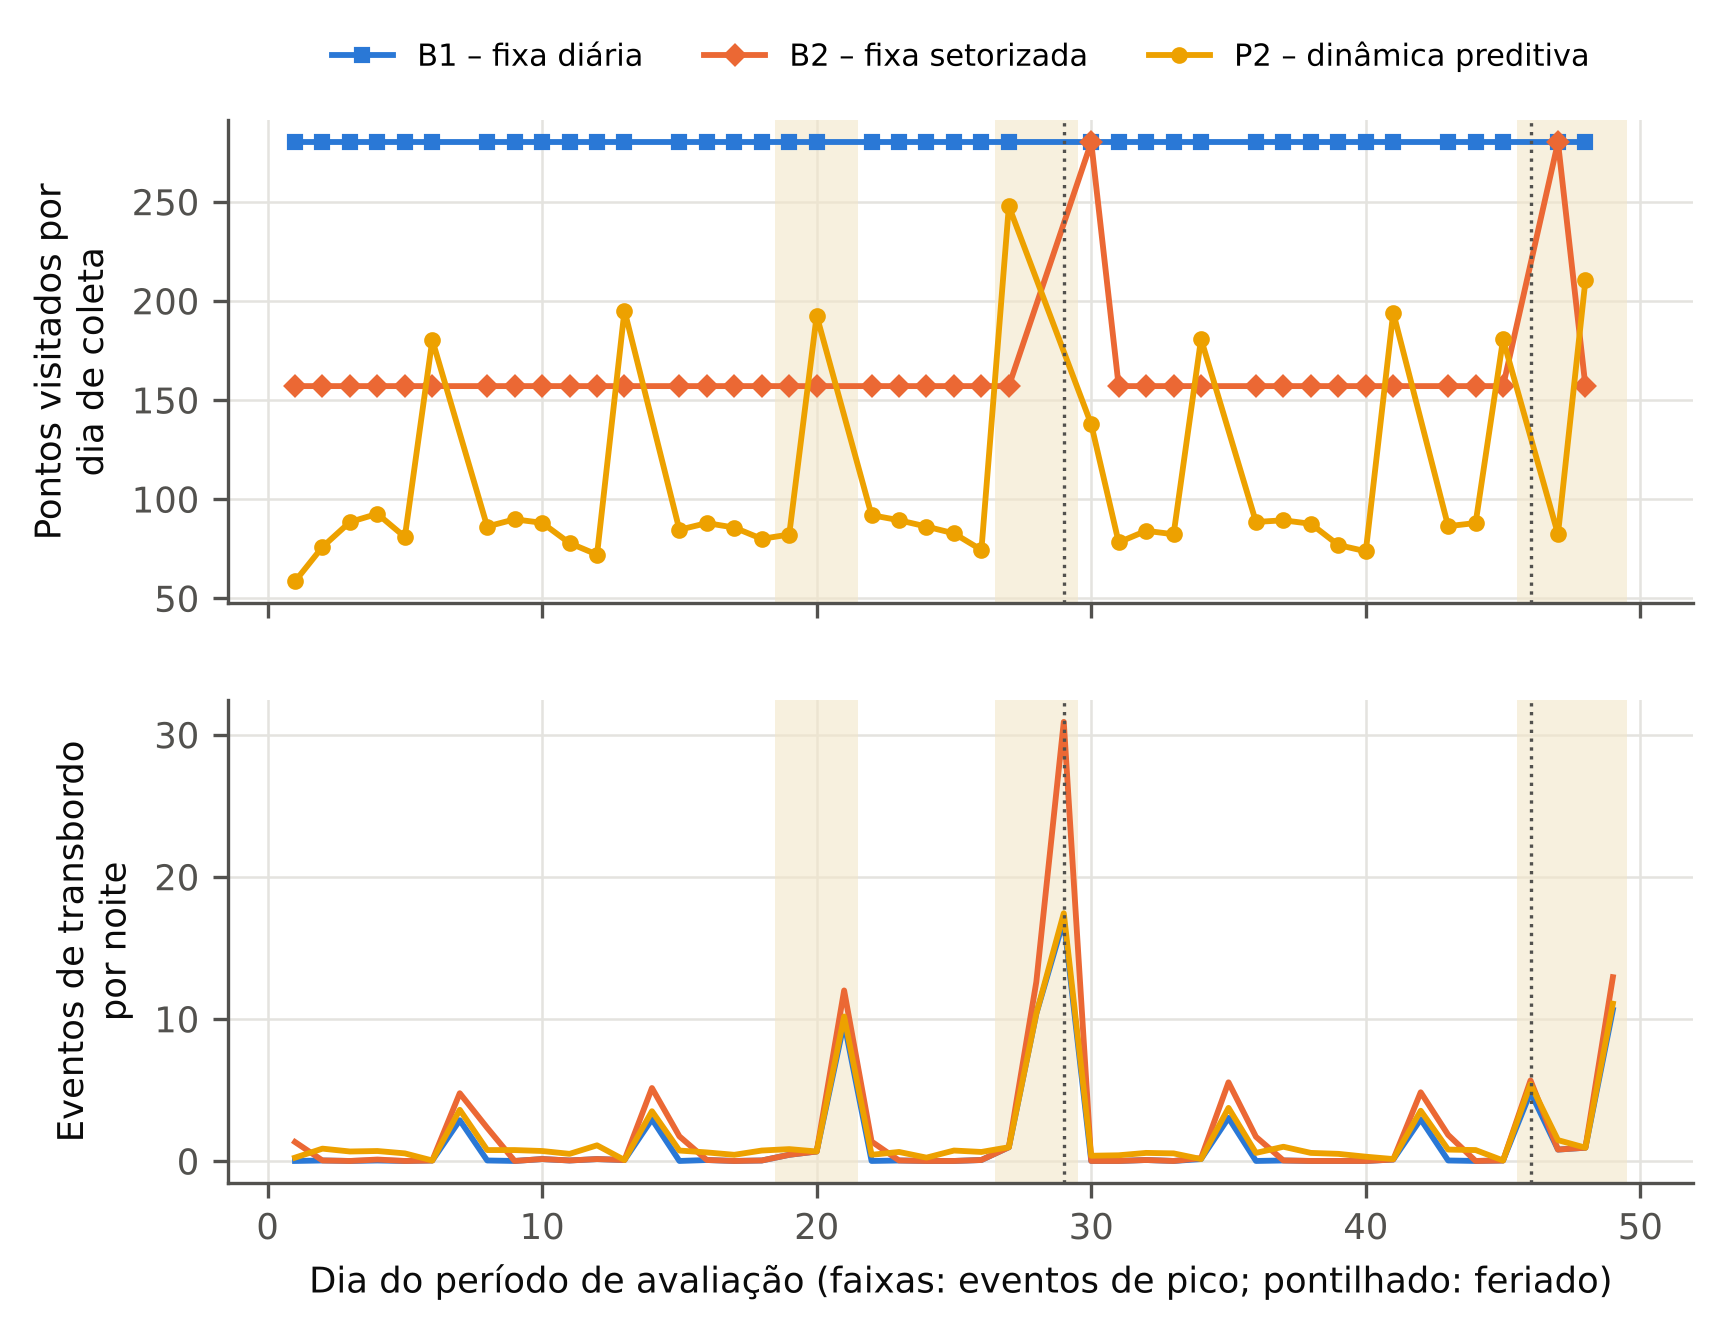 B1 – fixa diária
B2 – fixa setorizada
P2 – dinâmica preditiva
Pontos visitados por
dia de coleta
250
200
150
100
50
Eventos de transbordo
por noite
30
20
10
0
0
10
20
30
40
50
Dia do período de avaliação (faixas: eventos de pico; pontilhado: feriado)